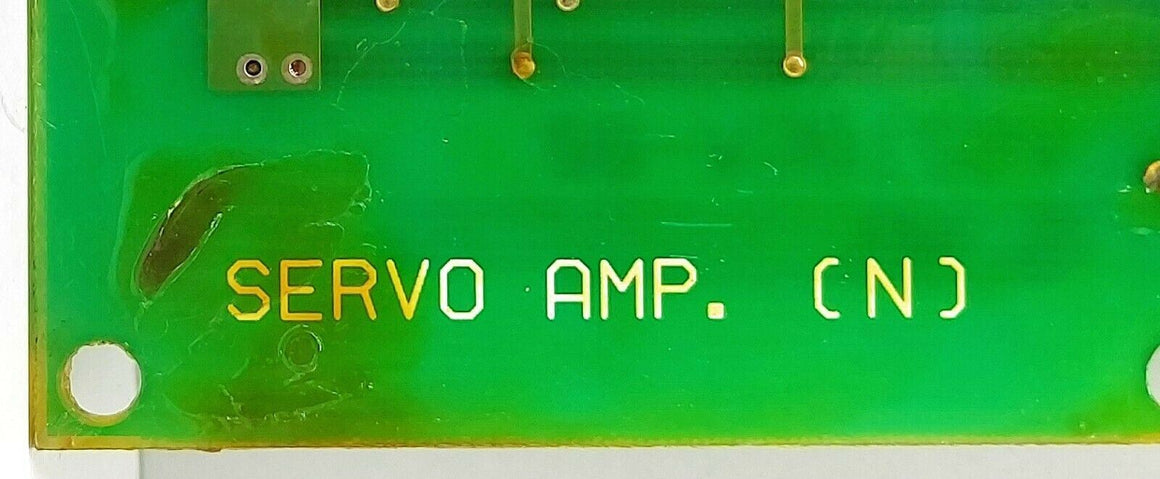 SERVO AMP. (N)